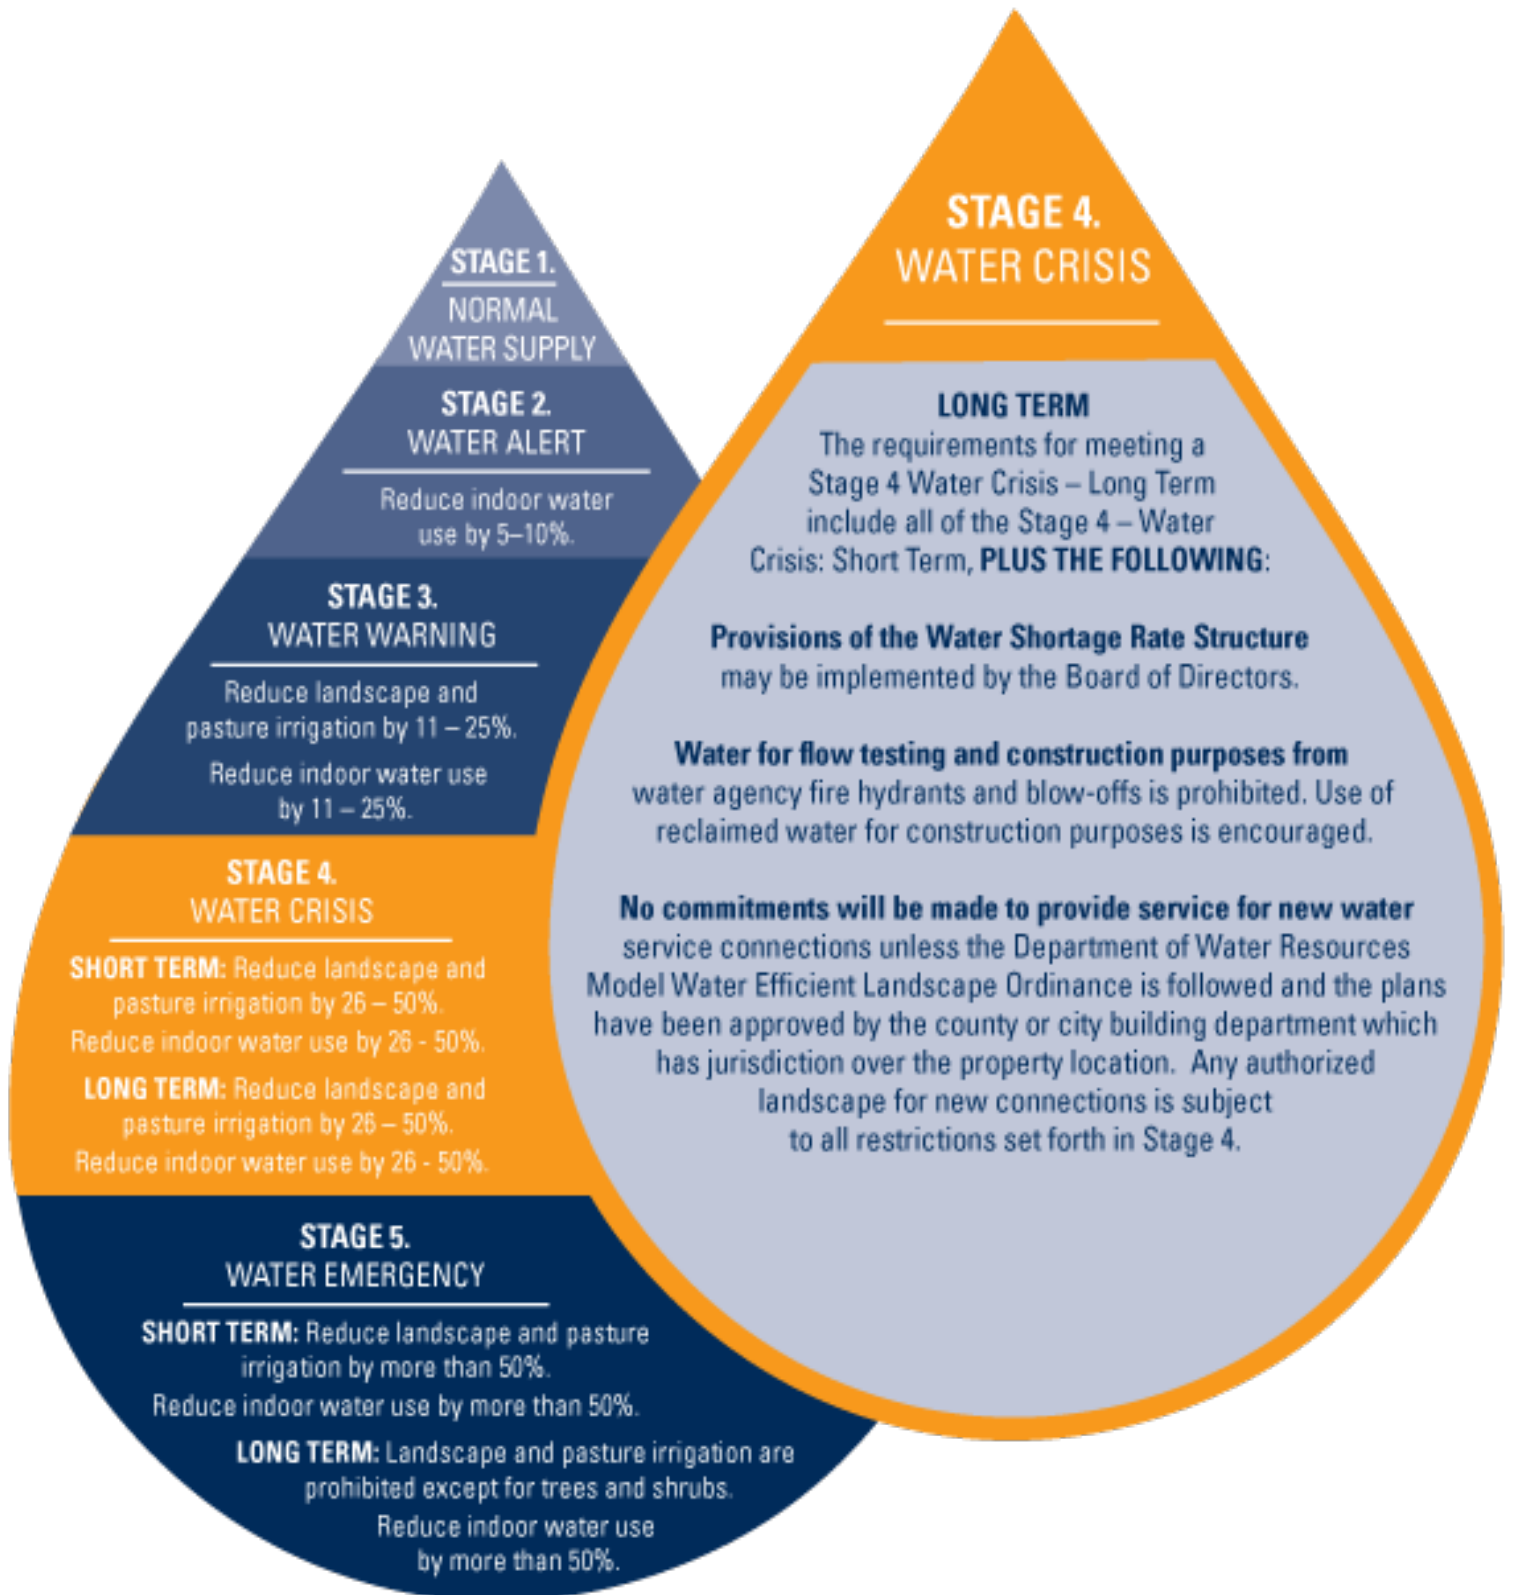 STAGE 1.
NORMAL
WATER SUPPLY
STAGE 2.
WATER ALERT
Reduce indoor water
use by 5–10%.
STAGE 3.
WATER WARNING
Reduce landscape and
pasture irrigation by 11 – 25%.
Reduce indoor water use
by 11 – 25%.
STAGE 4.
WATER CRISIS
SHORT TERM: Reduce landscape and
pasture irrigation by 26 – 50%.
Reduce indoor water use by 26 - 50%.
LONG TERM: Reduce landscape and
pasture irrigation by 26 – 50%.
Reduce indoor water use by 26 - 50%.
STAGE 5.
WATER EMERGENCY
SHORT TERM: Reduce landscape and pasture
irrigation by more than 50%.
Reduce indoor water use by more than 50%.
LONG TERM: Landscape and pasture irrigation are
prohibited except for trees and shrubs.
Reduce indoor water use
by more than 50%.
STAGE 4.
WATER CRISIS
LONG TERM
The requirements for meeting a
Stage 4 Water Crisis – Long Term
include all of the Stage 4 – Water
Crisis: Short Term, PLUS THE FOLLOWING:
Provisions of the Water Shortage Rate Structure
may be implemented by the Board of Directors.
Water for flow testing and construction purposes from
water agency fire hydrants and blow-offs is prohibited. Use of
reclaimed water for construction purposes is encouraged.
No commitments will be made to provide service for new water
service connections unless the Department of Water Resources
Model Water Efficient Landscape Ordinance is followed and the plans
have been approved by the county or city building department which
has jurisdiction over the property location. Any authorized
landscape for new connections is subject
to all restrictions set forth in Stage 4.